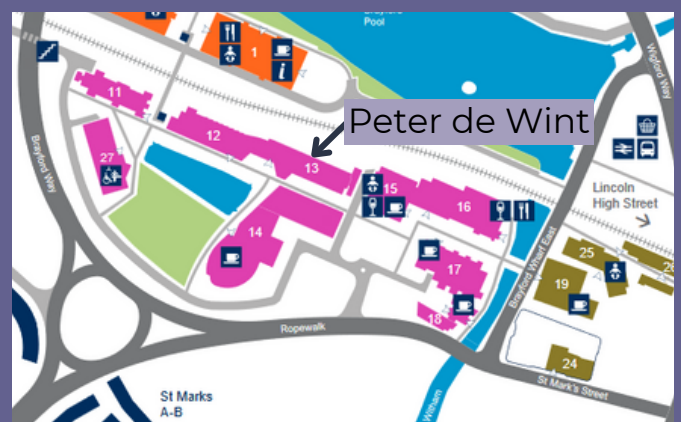 Brayford
Pool
Wigford Way
1
i
11
Peter de Wint
12
13
27
15
16
Lincoln
High Street
Brayford Way
14
17
25
Brayford Wharf East
19
18
Ropewalk
24
St Mark's Street
St Marks
A-B
Witham